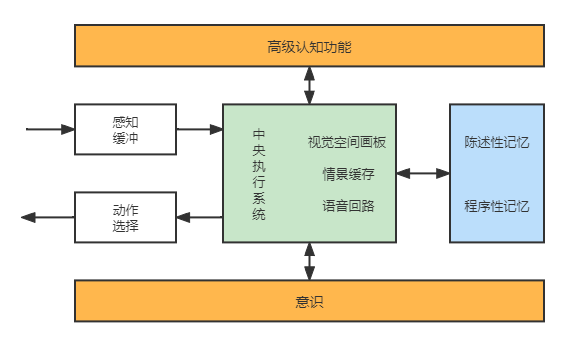 高级认知功能
感知
缓冲
中央执行系统
视觉空间画板
情景缓存
语音回路
陈述性记忆
程序性记忆
动作
选择
意识